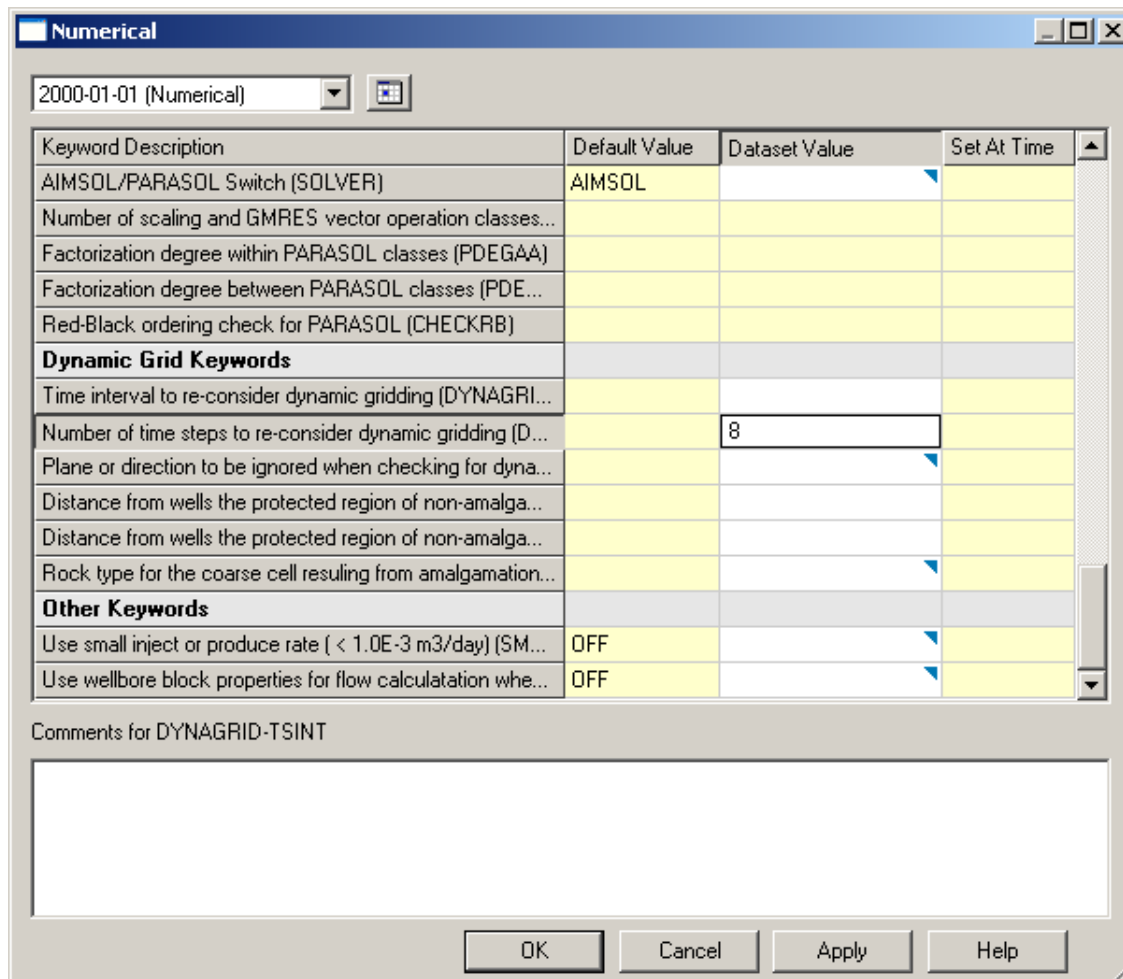 Numerical
2000-01-01 (Numerical)
Keyword Description Default Value Dataset Value Set At Time
AIMSOL/PARASOL Switch (SOLVER) AIMSOL
Number of scaling and GMRES vector operation classes...
Factorization degree within PARASOL classes (PDEGAA)
Factorization degree between PARASOL classes (PDE...
Red-Black ordering check for PARASOL (CHECKRB)
Dynamic Grid Keywords
Time interval to re-consider dynamic gridding (DYNAGRI...
Number of time steps to re-consider dynamic gridding (D... 8
Plane or direction to be ignored when checking for dyna...
Distance from wells the protected region of non-amalga...
Distance from wells the protected region of non-amalga...
Rock type for the coarse cell resuling from amalgamation...
Other Keywords
Use small inject or produce rate ( < 1.0E-3 m3/day) (SM... OFF
Use wellbore block properties for flow calculatation whe... OFF
Comments for DYNAGRID-TSINT
OK Cancel Apply Help